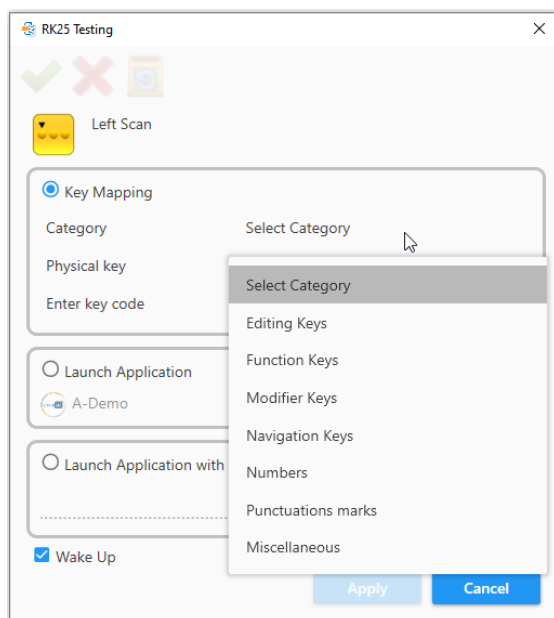 RK25 Testing
Left Scan
Key Mapping
Category Select Category
Physical key
Enter key code
Select Category
Editing Keys
Function Keys
Modifier Keys
Navigation Keys
Numbers
Punctuations marks
Miscellaneous
Launch Application
A-Demo
Launch Application with
Wake Up
Apply Cancel